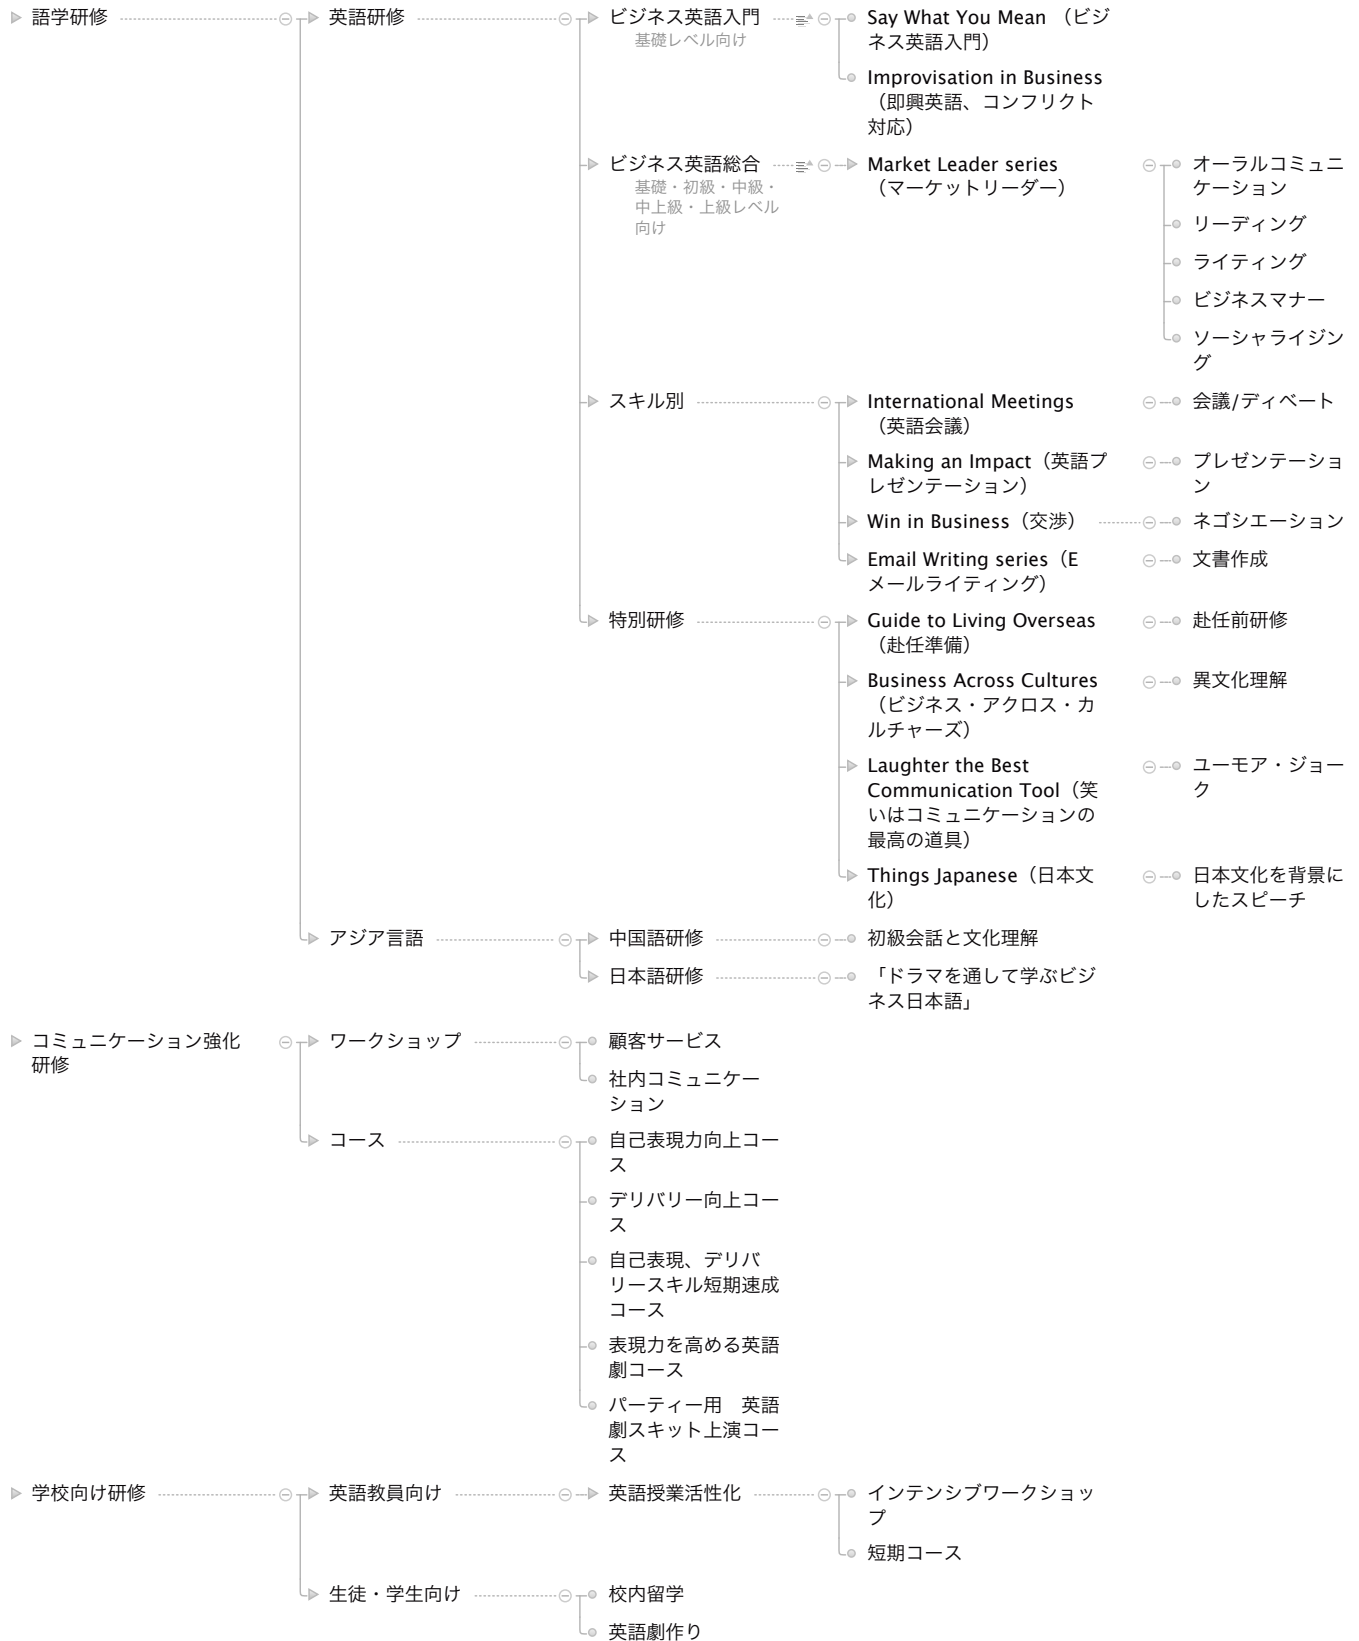 語学研修
英語研修
ビジネス英語入門
基礎レベル向け
Say What You Mean （ビジ
ネス英語入門）
Improvisation in Business
（即興英語、コンフリクト
対応）
ビジネス英語総合
基礎・初級・中級・
中上級・上級レベル
向け
Market Leader series
（マーケットリーダー）
オーラルコミュニ
ケーション
リーディング
ライティング
ビジネスマナー
ソーシャライジン
グ
スキル別
International Meetings
（英語会議）
会議/ディベート
Making an Impact（英語プ
レゼンテーション）
プレゼンテーショ
ン
Win in Business（交渉）
ネゴシエーション
Email Writing series（E
メールライティング）
文書作成
特別研修
Guide to Living Overseas
（赴任準備）
赴任前研修
Business Across Cultures
（ビジネス・アクロス・カ
ルチャーズ）
異文化理解
Laughter the Best
Communication Tool（笑
いはコミュニケーションの
最高の道具）
ユーモア・ジョー
ク
Things Japanese（日本文
化）
日本文化を背景に
したスピーチ
アジア言語
中国語研修
初級会話と文化理解
日本語研修
「ドラマを通して学ぶビジ
ネス日本語」
コミュニケーション強化
研修
ワークショップ
顧客サービス
社内コミュニケー
ション
コース
自己表現力向上コー
ス
デリバリー向上コー
ス
自己表現、デリバ
リースキル短期速成
コース
表現力を高める英語
劇コース
パーティー用　英語
劇スキット上演コー
ス
学校向け研修
英語教員向け
英語授業活性化
インテンシブワークショッ
プ
短期コース
生徒・学生向け
校内留学
英語劇作り